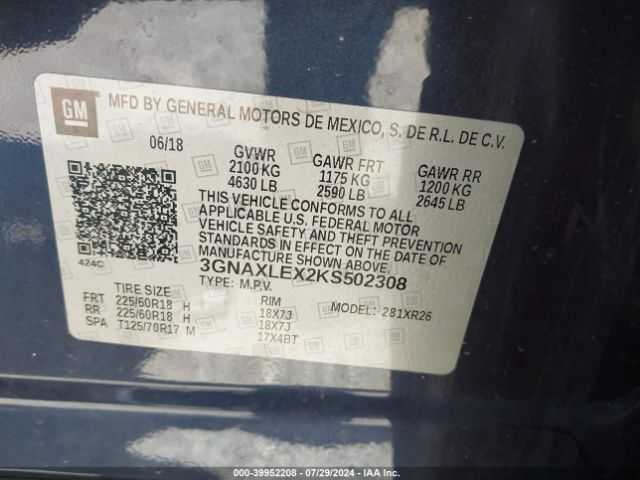 GM MFD BY GENERAL MOTORS DE MEXICO, S. DE R.L. DE C.V.
06/18 GVWR GAWR FRT GAWR RR
2100 KG 1175 KG 1200 KG
4630 LB 2590 LB 2645 LB
THIS VEHICLE CONFORMS TO ALL
APPLICABLE U.S. FEDERAL MOTOR
VEHICLE SAFETY AND THEFT PREVENTION
STANDARDS IN EFFECT ON THE DATE OF
MANUFACTURE SHOWN ABOVE.
424C 3GNAXLEX2KS502308
TYPE: M.P.V.
TIRE SIZE RIM MODEL: 281XR26
FRT 225/60R18 H 18X7J
RR 225/60R18 H 18X7J
SPA T125/70R17 M 17X4BT
000-39952208 - 07/29/2024 - IAA Inc.